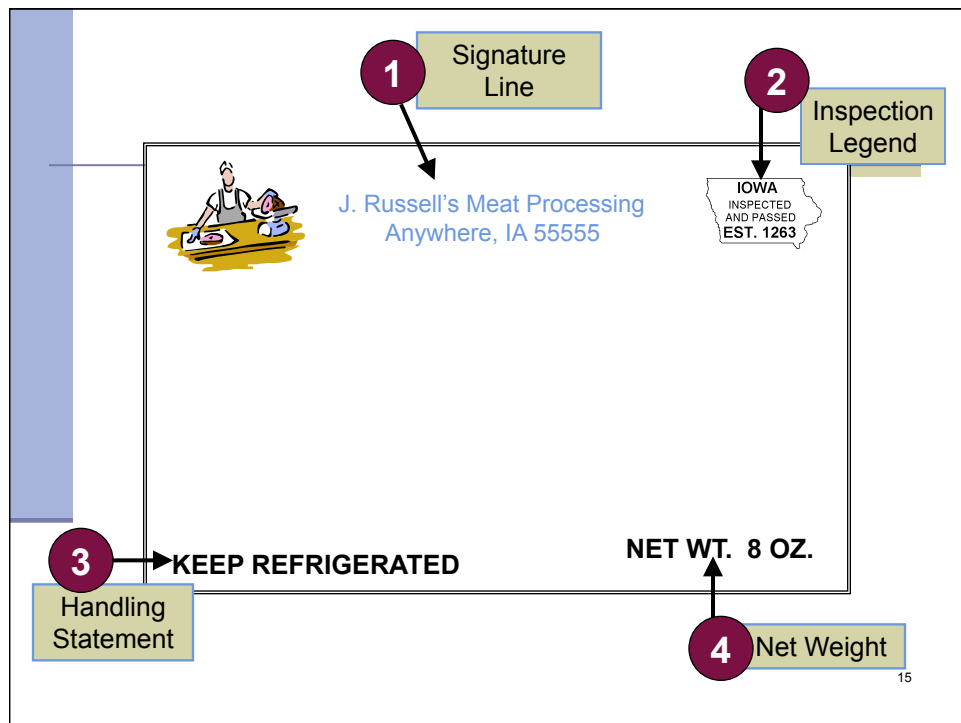 1
Signature
Line
2
Inspection
Legend
J. Russell's Meat Processing
Anywhere, IA 55555
IOWA
INSPECTED
AND PASSED
EST. 1263
3
KEEP REFRIGERATED
Handling
Statement
NET WT.  8 OZ.
4
Net Weight
15